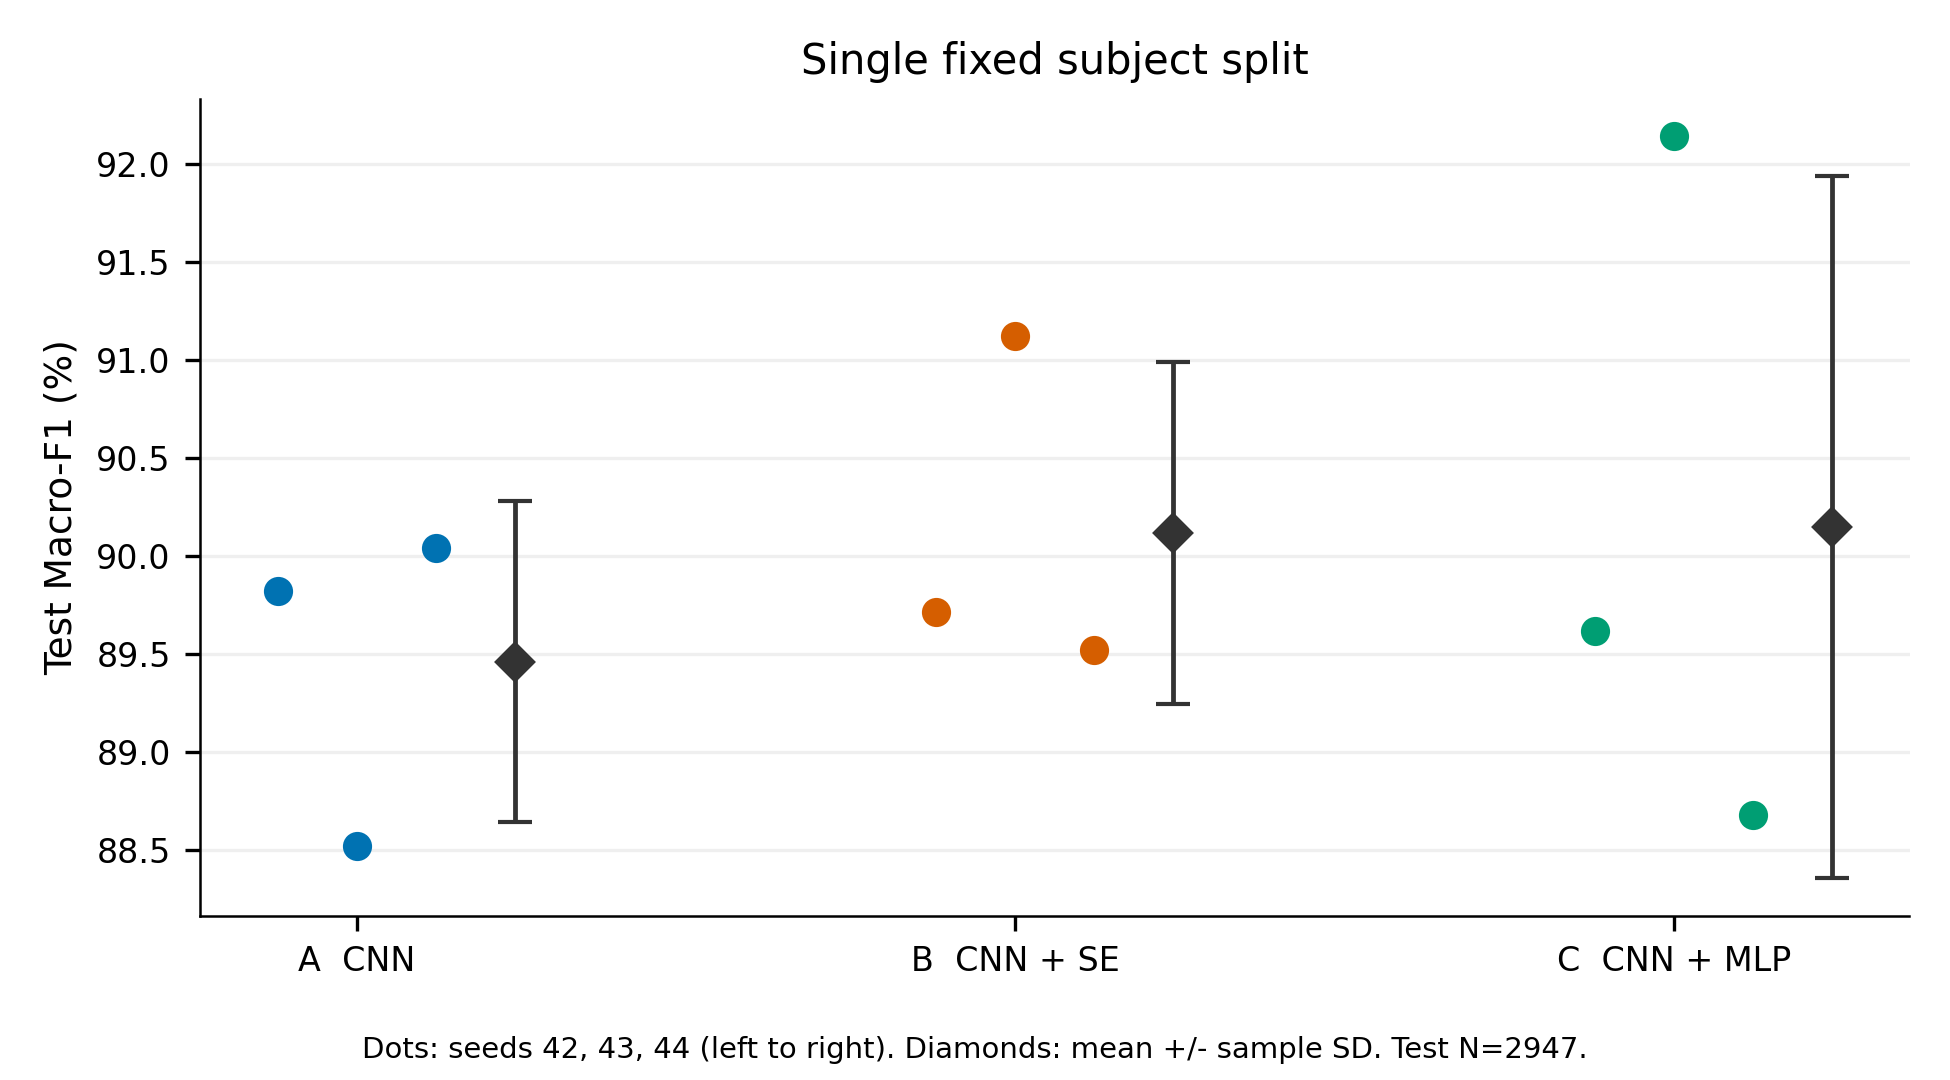 Single fixed subject split
Test Macro-F1 (%)
92.0
91.5
91.0
90.5
90.0
89.5
89.0
88.5
A  CNN
B  CNN + SE
C  CNN + MLP
Dots: seeds 42, 43, 44 (left to right). Diamonds: mean +/- sample SD. Test N=2947.